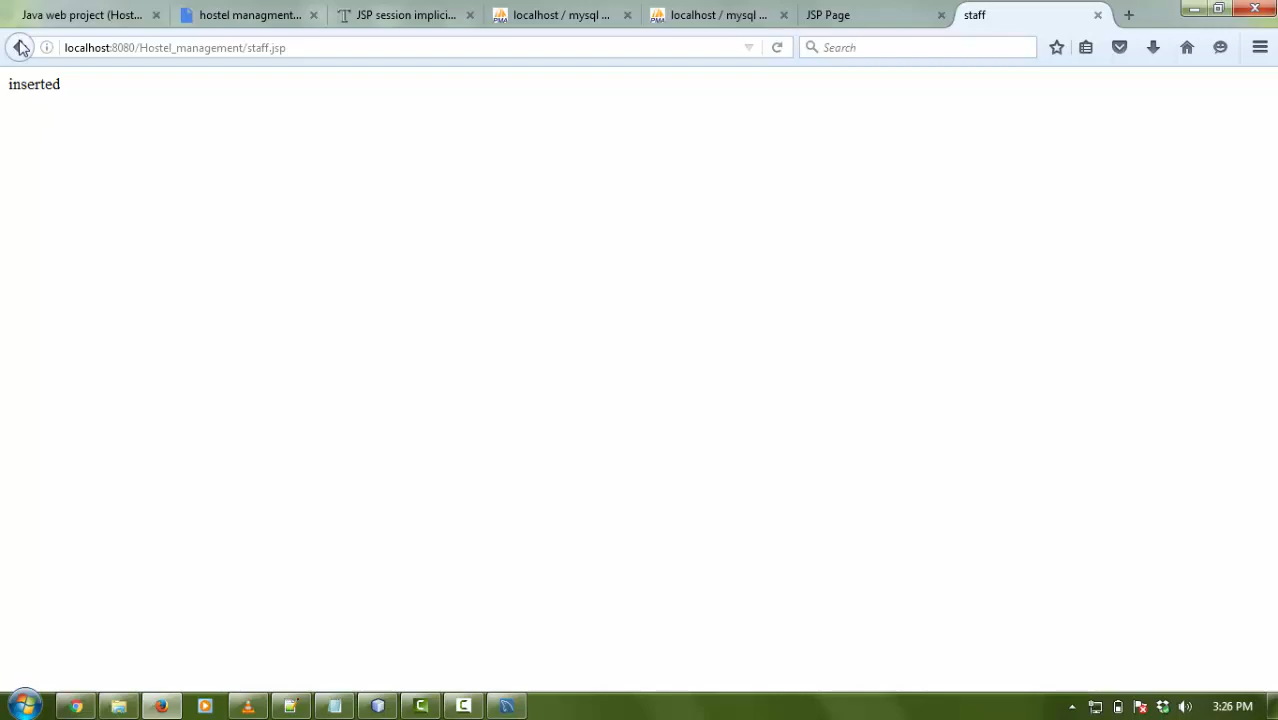 Java web project (Host...
hostel managment...
JSP session implici...
localhost / mysql ...
localhost / mysql ...
JSP Page
staff
localhost:8080/Hostel_management/staff.jsp
Search
inserted
3:26 PM